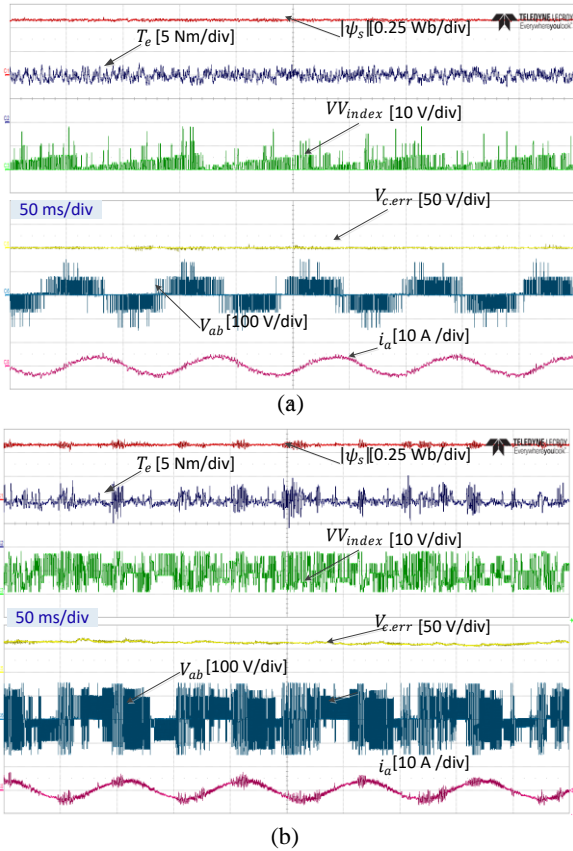 |ψs|[0.25 Wb/div]
TELEDYNE LECROY
Everywhereyoulook
Te [5 Nm/div]
VVindex [10 V/div]
50 ms/div
Vc.err [50 V/div]
Vab [100 V/div]
ia [10 A /div]
(a)
|ψs|[0.25 Wb/div]
TELEDYNE LECROY
Everywhereyoulook
Te [5 Nm/div]
VVindex [10 V/div]
50 ms/div
Vc.err [50 V/div]
Vab [100 V/div]
ia [10 A /div]
(b)